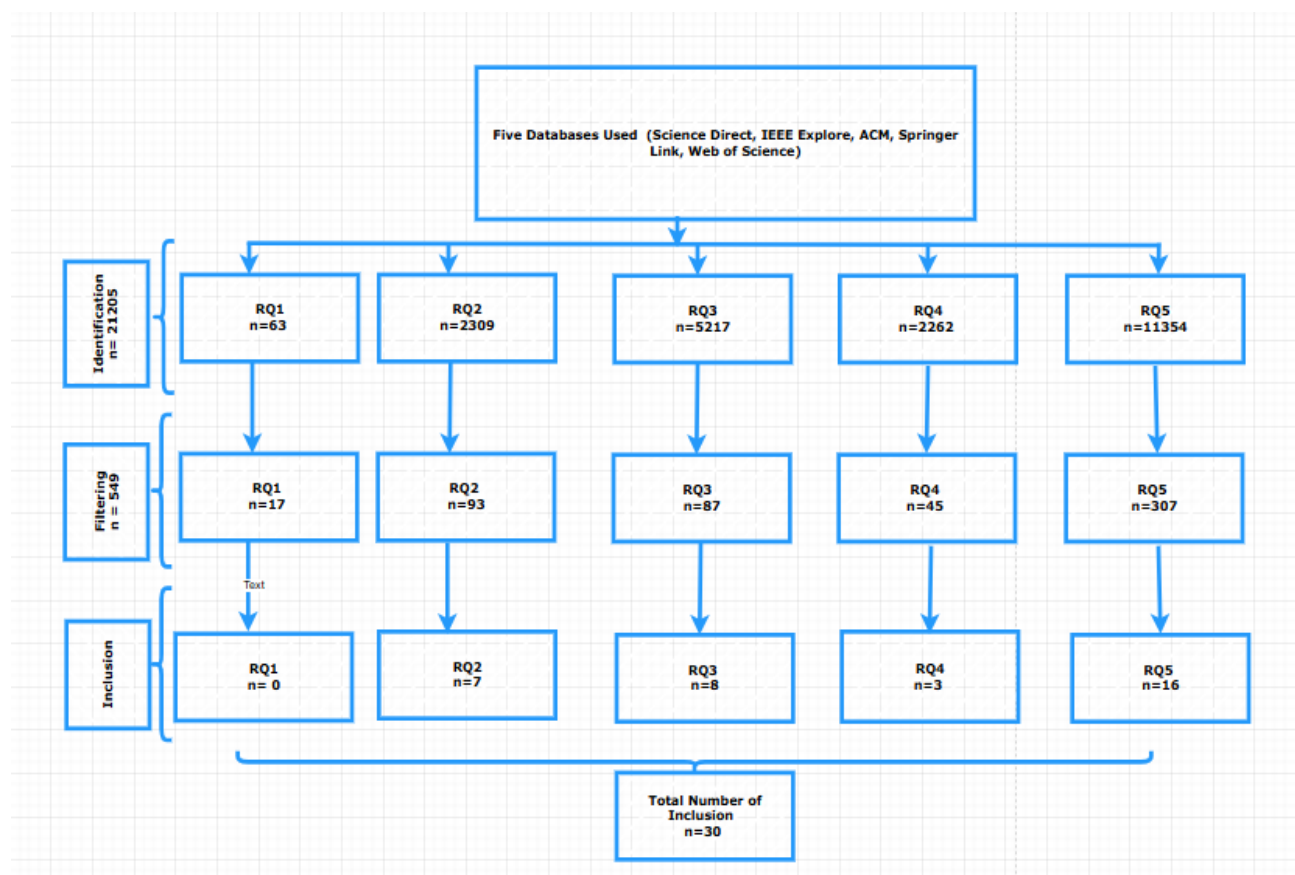 Five Databases Used (Science Direct, IEEE Explore, ACM, Springer
Link, Web of Science)
Identification
n= 21205
RQ1
n=63
RQ2
n=2309
RQ3
n=5217
RQ4
n=2262
RQ5
n=11354
Filtering
n = 549
RQ1
n=17
RQ2
n=93
RQ3
n=87
RQ4
n=45
RQ5
n=307
Text
Inclusion
RQ1
n= 0
RQ2
n=7
RQ3
n=8
RQ4
n=3
RQ5
n=16
Total Number of
Inclusion
n=30